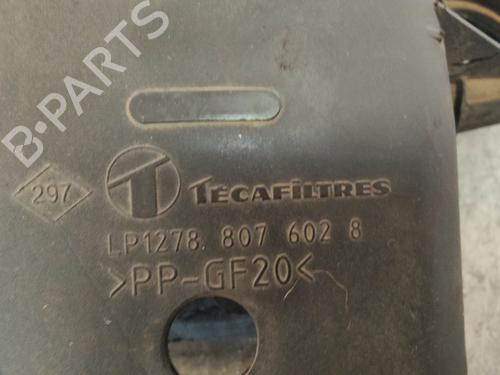 B-PARTS
297 T TECAFILTRES
LP1278. 807 602 8
>PP-GF20<